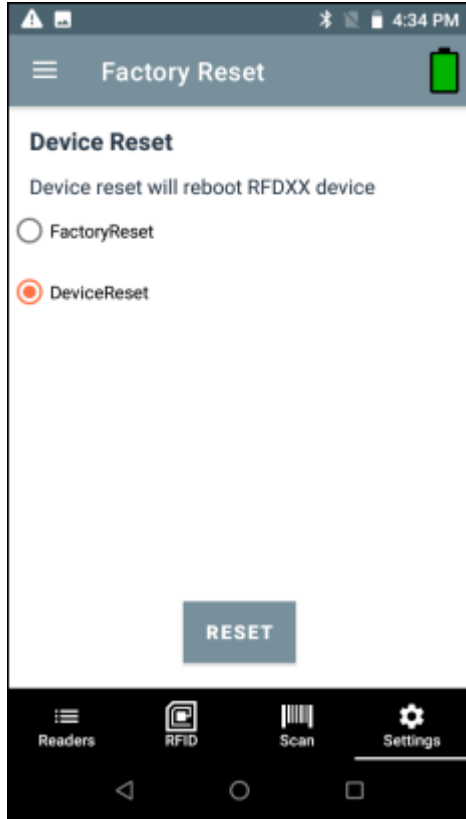 4:34 PM
Factory Reset
Device Reset
Device reset will reboot RFDXX device
FactoryReset
DeviceReset
RESET
Readers RFID Scan Settings